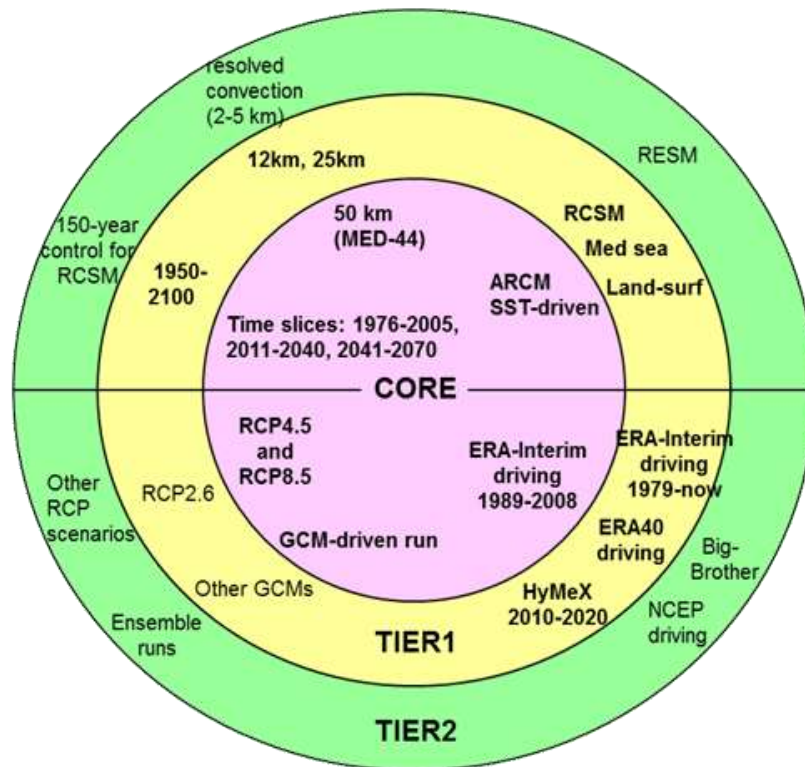 resolved
convection
(2-5 km)
12km, 25km
RESM
50 km
(MED-44)
RCSM
150-year
control for
RCSM
Med sea
1950-
2100
ARCM
SST-driven
Land-surf
Time slices: 1976-2005,
2011-2040, 2041-2070
CORE
RCP4.5
and
RCP8.5
ERA-Interim
driving
1989-2008
ERA-Interim
driving
1979-now
Other
RCP
scenarios
RCP2.6
ERA40
driving
GCM-driven run
Big-
Brother
Other GCMs
HyMeX
2010-2020
NCEP
driving
Ensemble
runs
TIER1
TIER2